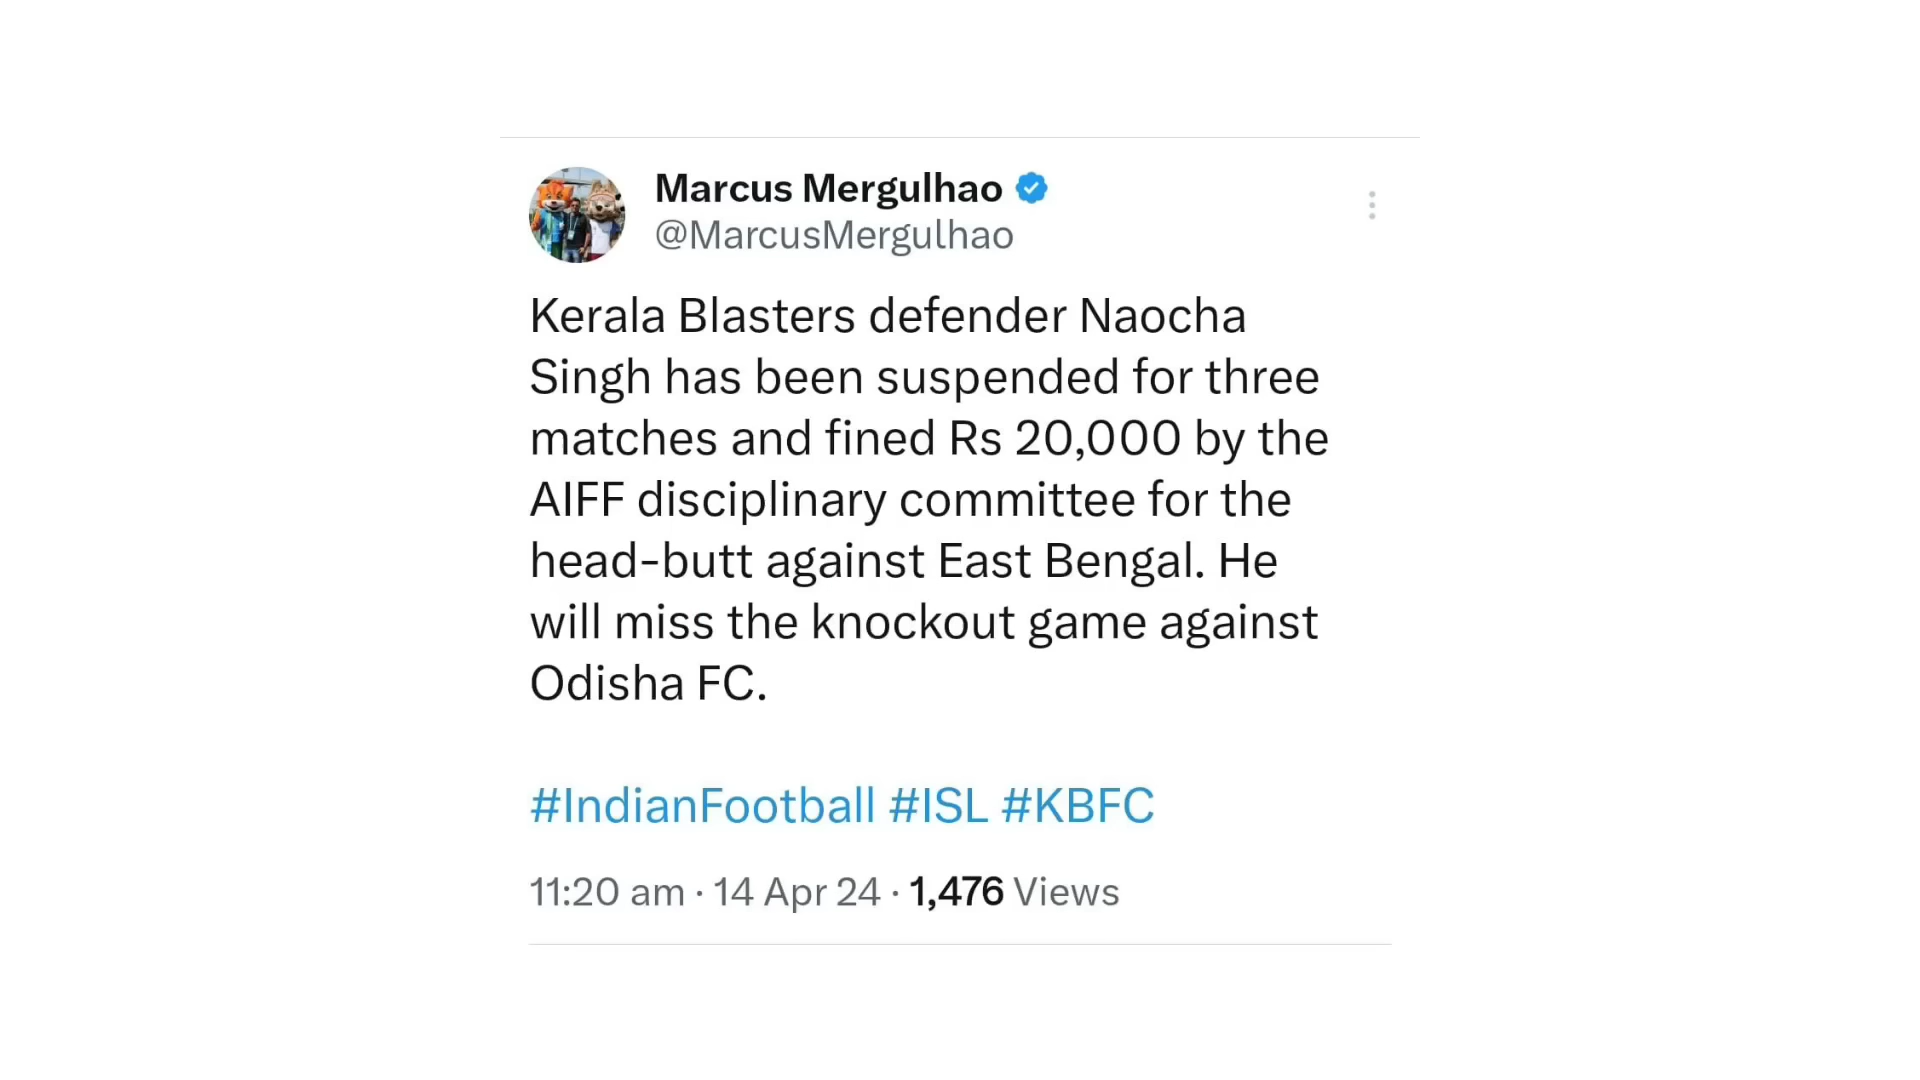 Marcus Mergulhao
@MarcusMergulhao
Kerala Blasters defender Naocha
Singh has been suspended for three
matches and fined Rs 20,000 by the
AIFF disciplinary committee for the
head-butt against East Bengal. He
will miss the knockout game against
Odisha FC.
#IndianFootball #ISL #KBFC
11:20 am · 14 Apr 24 · 1,476 Views